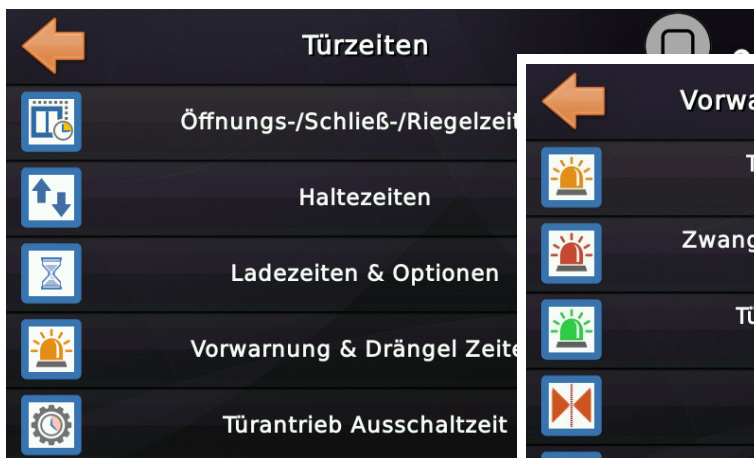 Türzeiten
Öffnungs-/Schließ-/Riegelzeit
Haltezeiten
Ladezeiten & Optionen
Vorwarnung & Drängel Zeite
Türantrieb Ausschaltzeit
Vorwa
T
Zwang
Tü